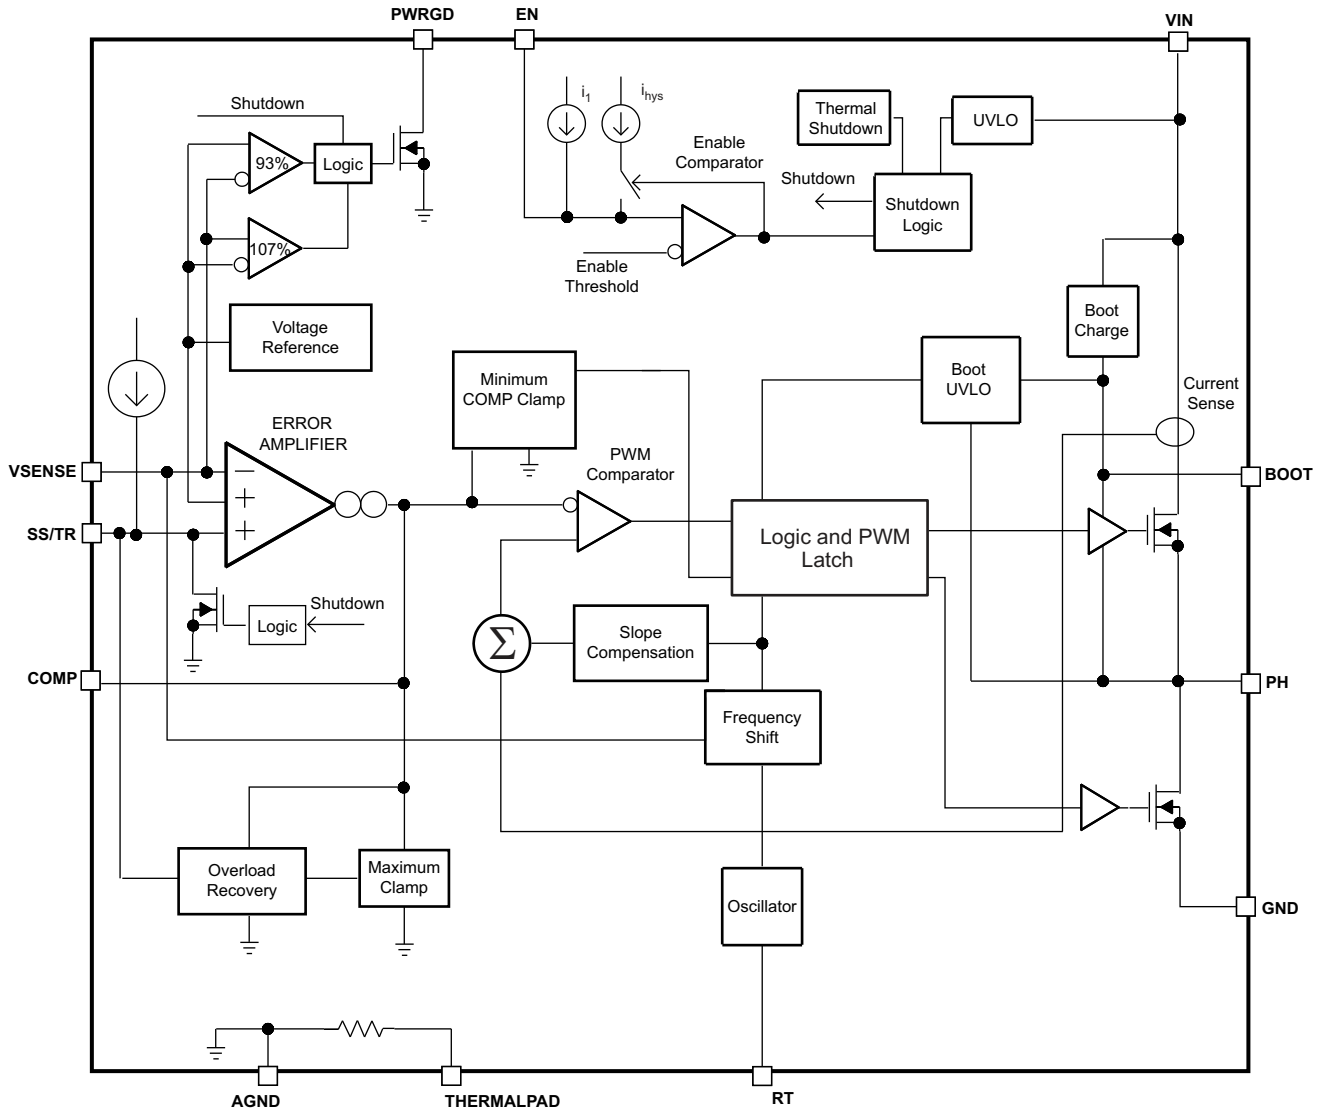 PWRGD
EN
VIN
i1
ihys
Shutdown
Thermal
Shutdown
UVLO
Enable
Comparator
93%
Logic
Shutdown
Shutdown
Logic
107%
Enable
Threshold
Voltage
Reference
Boot
Charge
Minimum
COMP Clamp
Boot
UVLO
Current
Sense
ERROR
AMPLIFIER
PWM
Comparator
VSENSE
−
+
+
BOOT
SS/TR
Logic and PWM
Latch
Shutdown
Logic
Σ
Slope
Compensation
COMP
PH
Frequency
Shift
Overload
Recovery
Maximum
Clamp
Oscillator
GND
AGND
THERMALPAD
RT